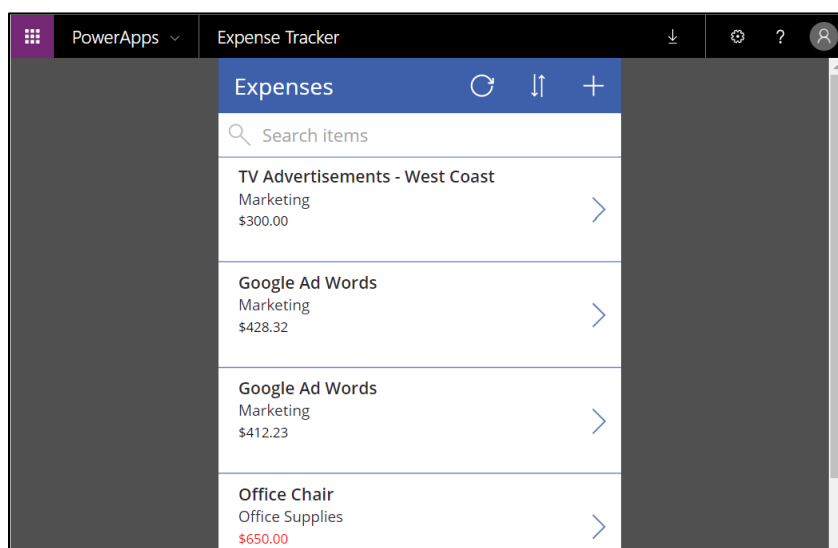 PowerApps
Expense Tracker
?
Expenses
Search items
TV Advertisements - West Coast
Marketing
$300.00
Google Ad Words
Marketing
$428.32
Google Ad Words
Marketing
$412.23
Office Chair
Office Supplies
$650.00